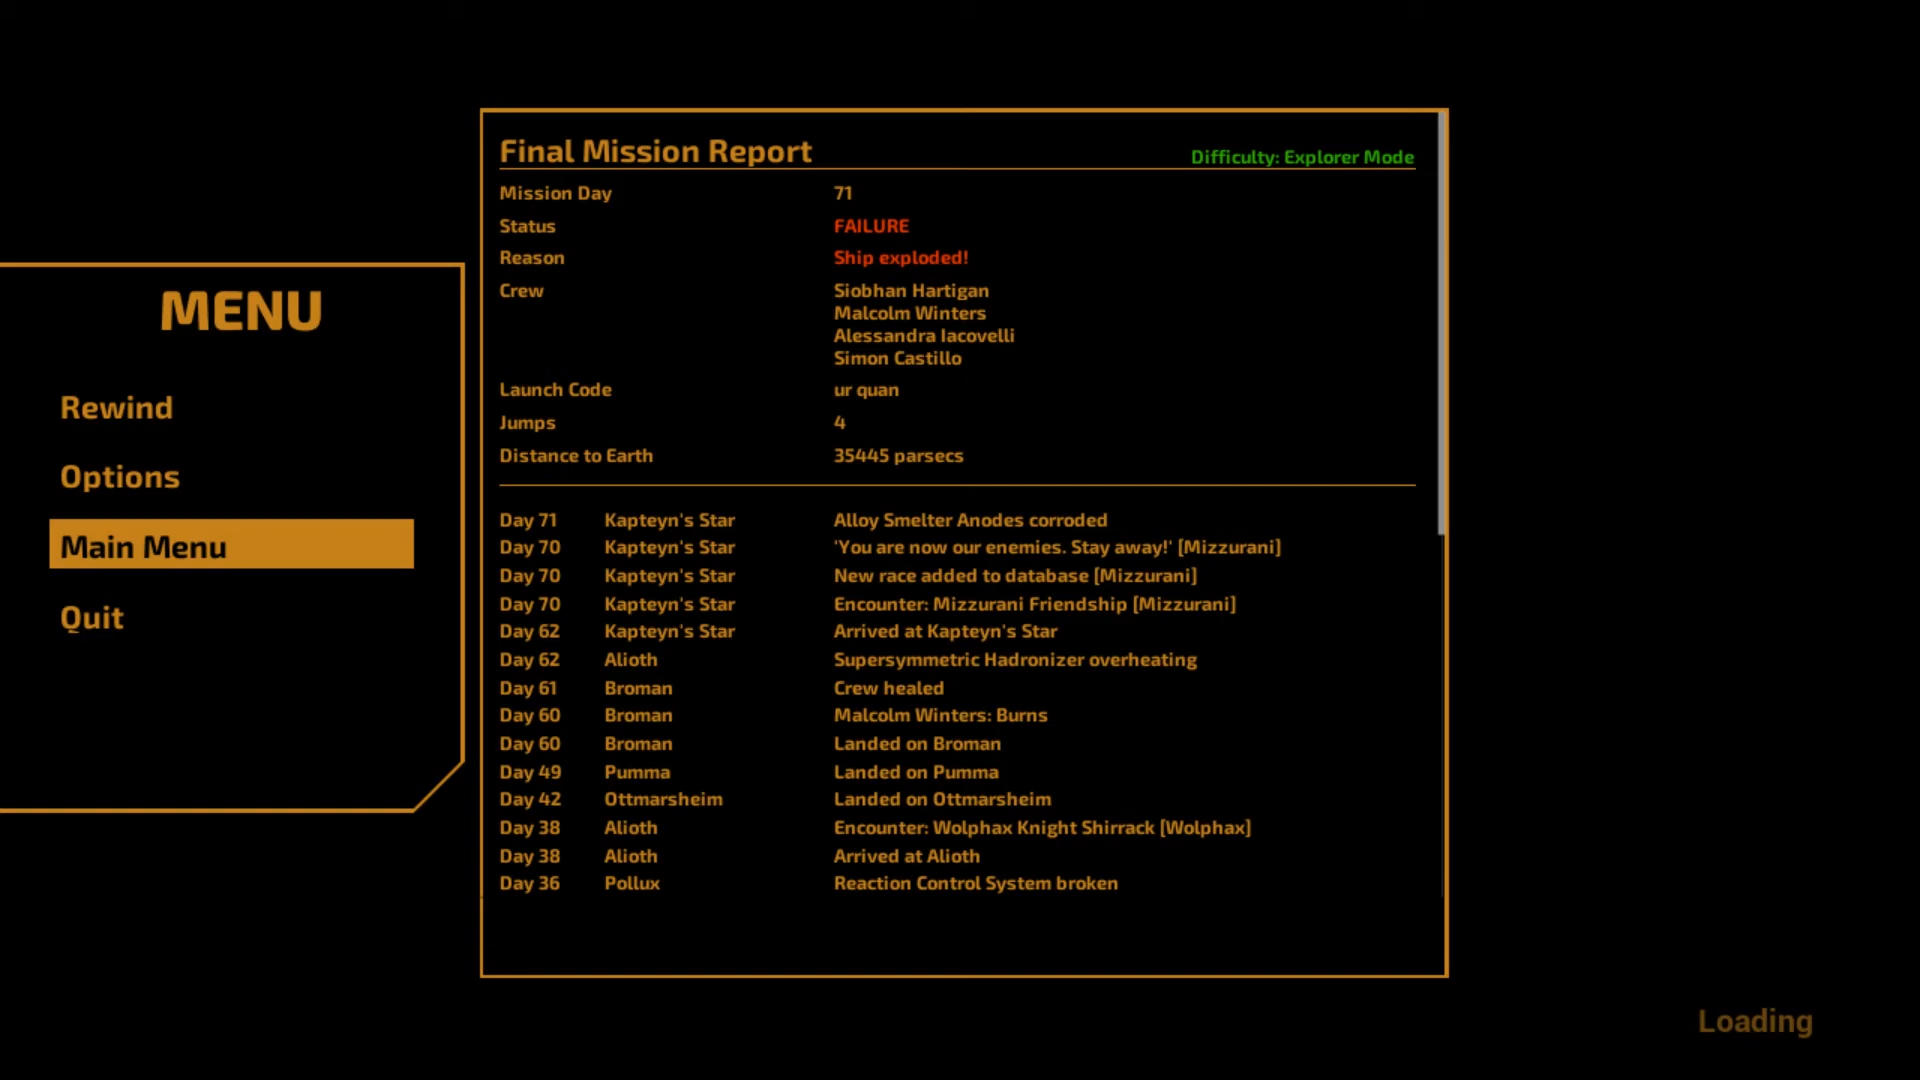 MENU
Rewind
Options
Main Menu
Quit
Final Mission Report
Difficulty: Explorer Mode
Mission Day 71
Status FAILURE
Reason Ship exploded!
Crew Siobhan Hartigan
Malcolm Winters
Alessandra Iacovelli
Simon Castillo
Launch Code ur quan
Jumps 4
Distance to Earth 35445 parsecs
Day 71 Kapteyn's Star Alloy Smelter Anodes corroded
Day 70 Kapteyn's Star 'You are now our enemies. Stay away!' [Mizzurani]
Day 70 Kapteyn's Star New race added to database [Mizzurani]
Day 70 Kapteyn's Star Encounter: Mizzurani Friendship [Mizzurani]
Day 62 Kapteyn's Star Arrived at Kapteyn's Star
Day 62 Alioth Supersymmetric Hadronizer overheating
Day 61 Broman Crew healed
Day 60 Broman Malcolm Winters: Burns
Day 60 Broman Landed on Broman
Day 49 Pumma Landed on Pumma
Day 42 Ottmarsheim Landed on Ottmarsheim
Day 38 Alioth Encounter: Wolphax Knight Shirrack [Wolphax]
Day 38 Alioth Arrived at Alioth
Day 36 Pollux Reaction Control System broken
Loading